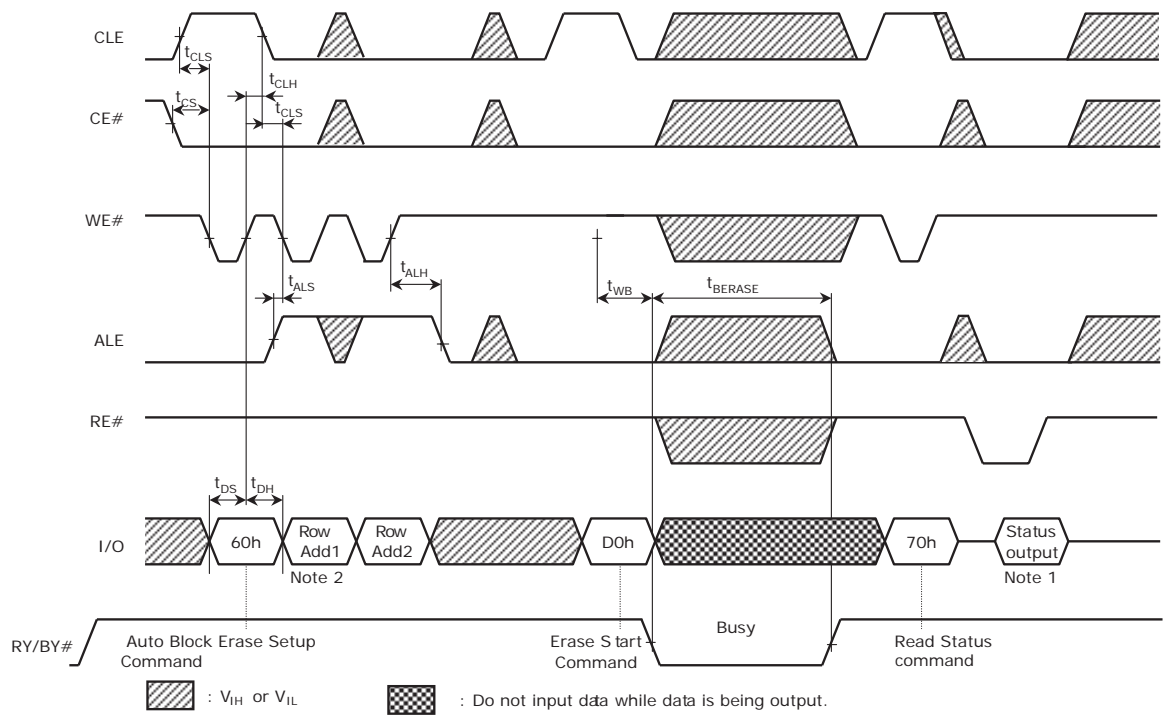 CLE
tCLS
tCLH
tCS
tCLS
CE#
WE#
tALH
tALS
tWB
tBERASE
ALE
RE#
tDS
tDH
I/O
60h
Row
Add1
Row
Add2
D0h
70h
Status
output
Note 2
Note 1
RY/BY#
Auto Block Erase Setup
Command
Erase Start
Command
Busy
Read Status
command
: VIH or VIL
: Do not input data while data is being output.